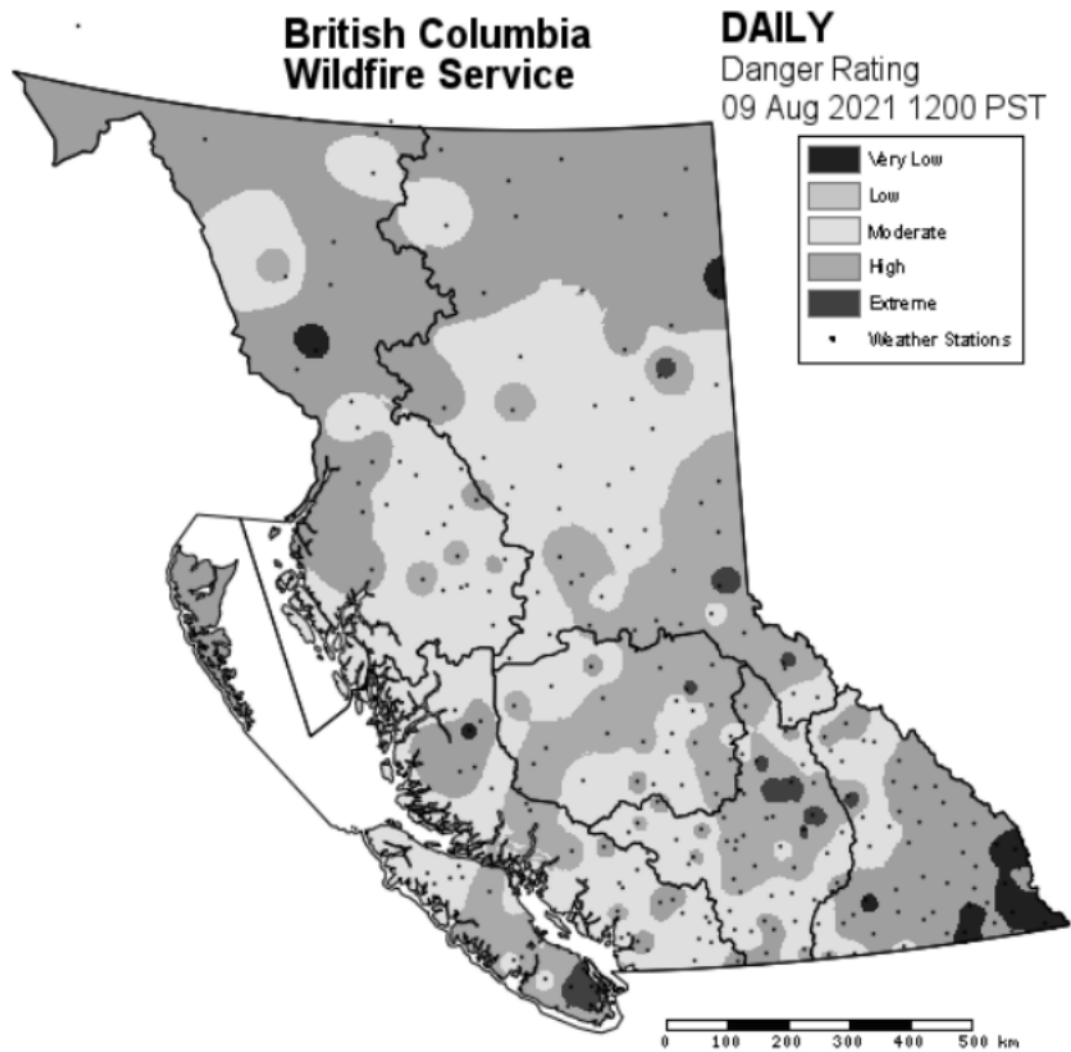 British Columbia
Wildfire Service
DAILY
Danger Rating
09 Aug 2021 1200 PST
Very Low
Low
Moderate
High
Extreme
Weather Stations
0 100 200 300 400 500 km